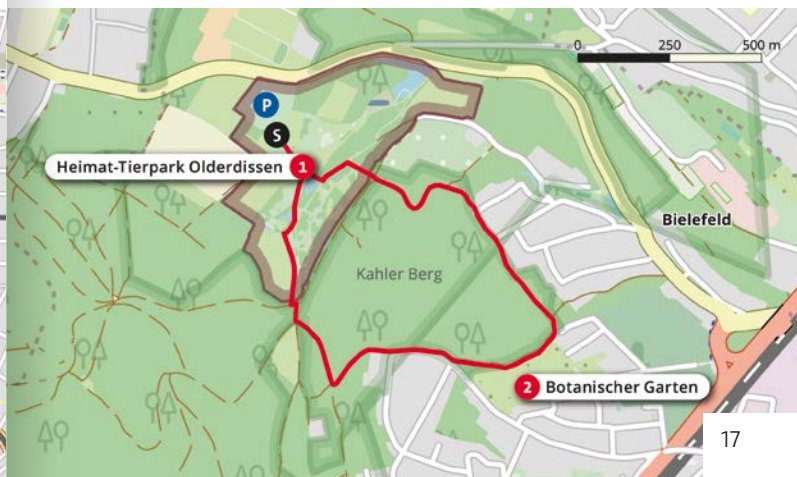 0 250 500 m
P
S
Heimat-Tierpark Olderdissen 1
Bielefeld
Kahler Berg
2 Botanischer Garten
17